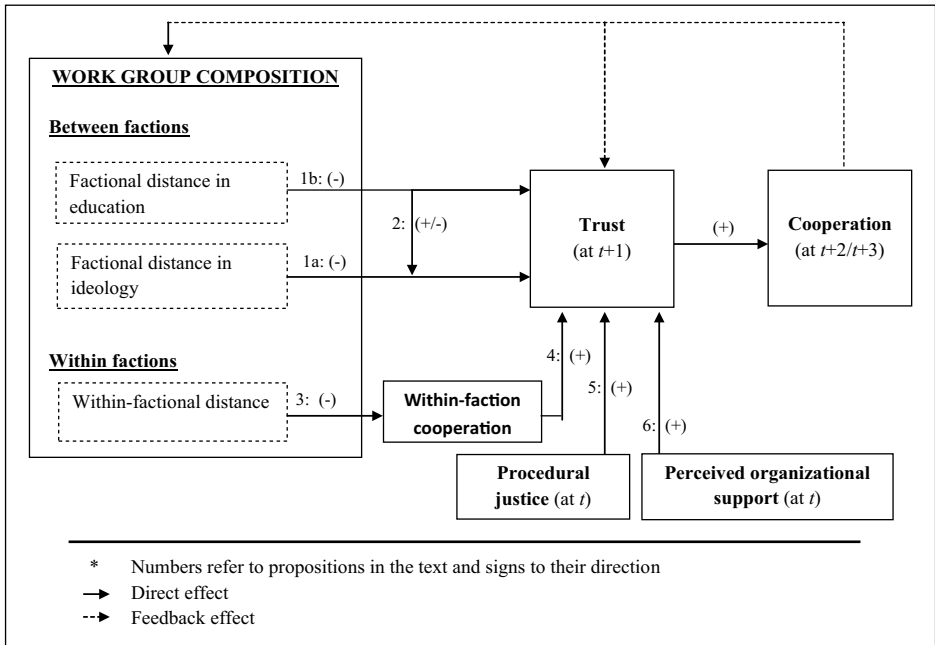 WORK GROUP COMPOSITION
Between factions
Factional distance in
education
1b: (-)
2: (+/-)
Factional distance in
ideology
1a: (-)
Trust
(at t+1)
(+)
Cooperation
(at t+2/t+3)
Within factions
Within-factional distance
3: (-)
Within-faction
cooperation
4: (+)
5: (+)
6: (+)
Procedural
justice (at t)
Perceived organizational
support (at t)
* Numbers refer to propositions in the text and signs to their direction
Direct effect
Feedback effect